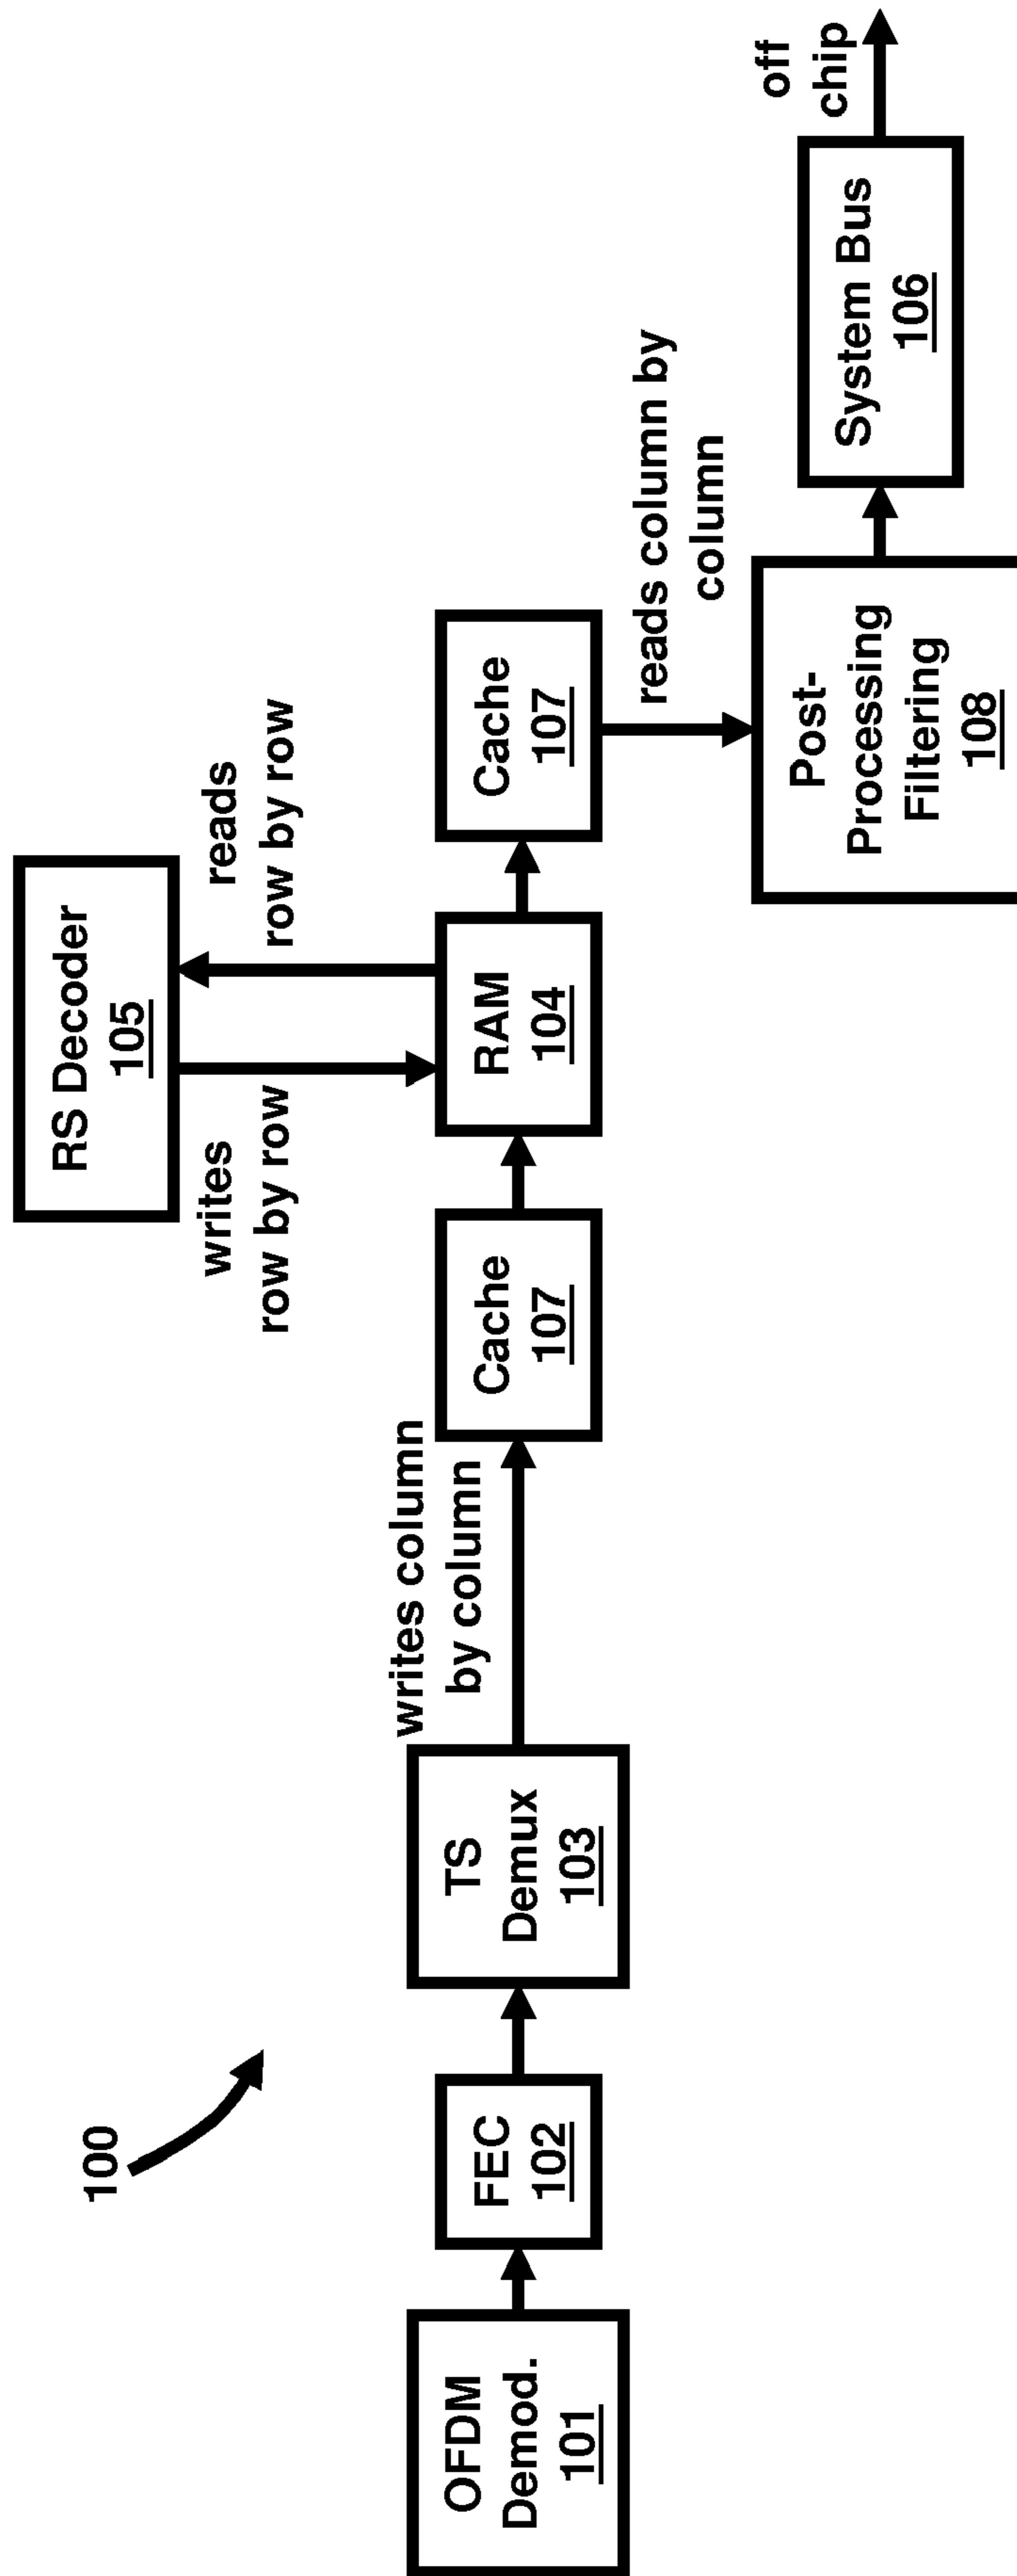 100
OFDM
Demod.
101
FEC
102
TS
Demux
103
writes column
by column
Cache
107
RAM
104
writes
row by row
RS Decoder
105
reads
row by row
Cache
107
reads column by
column
Post-
Processing
Filtering
108
System Bus
106
off
chip